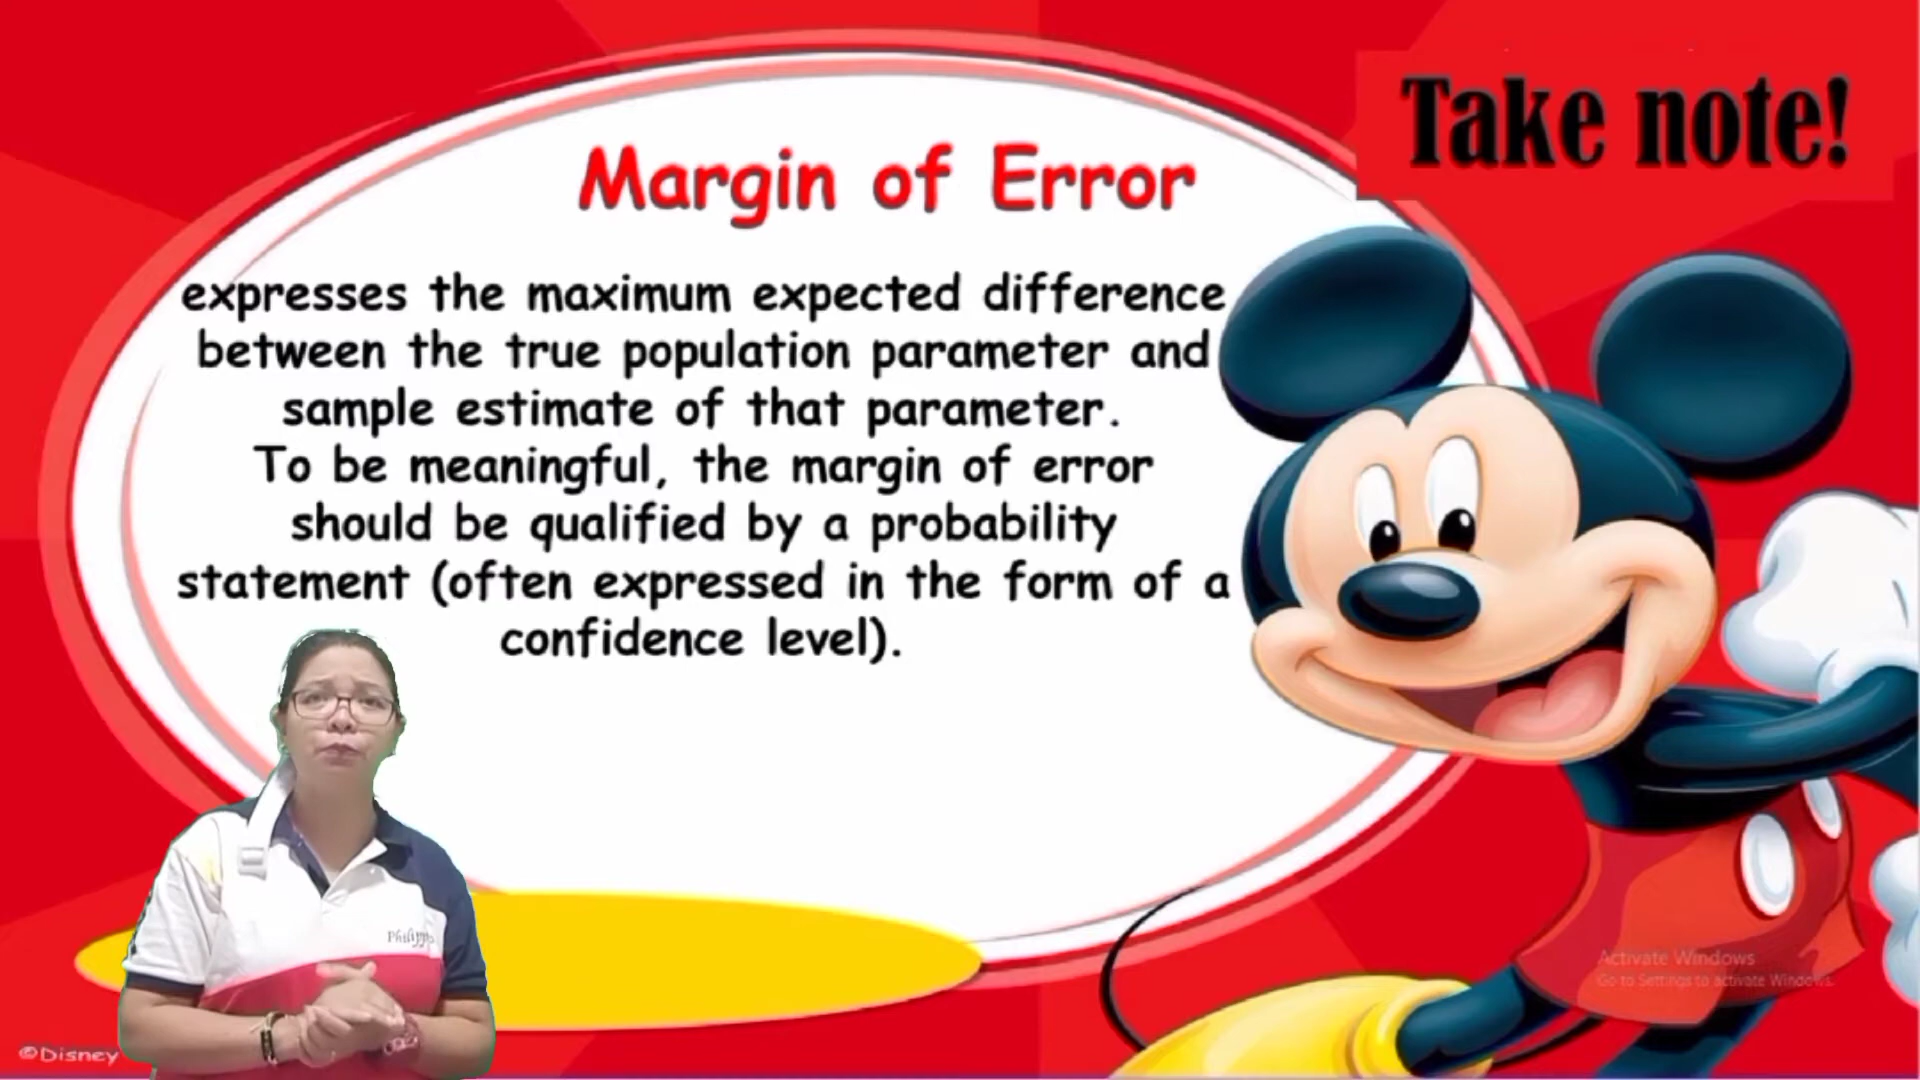 Take note!
Margin of Error
expresses the maximum expected difference
between the true population parameter and
sample estimate of that parameter.
To be meaningful, the margin of error
should be qualified by a probability
statement (often expressed in the form of a
confidence level).
Philippi
Activate Windows
Go to Settings to activate Windows.
©Disney